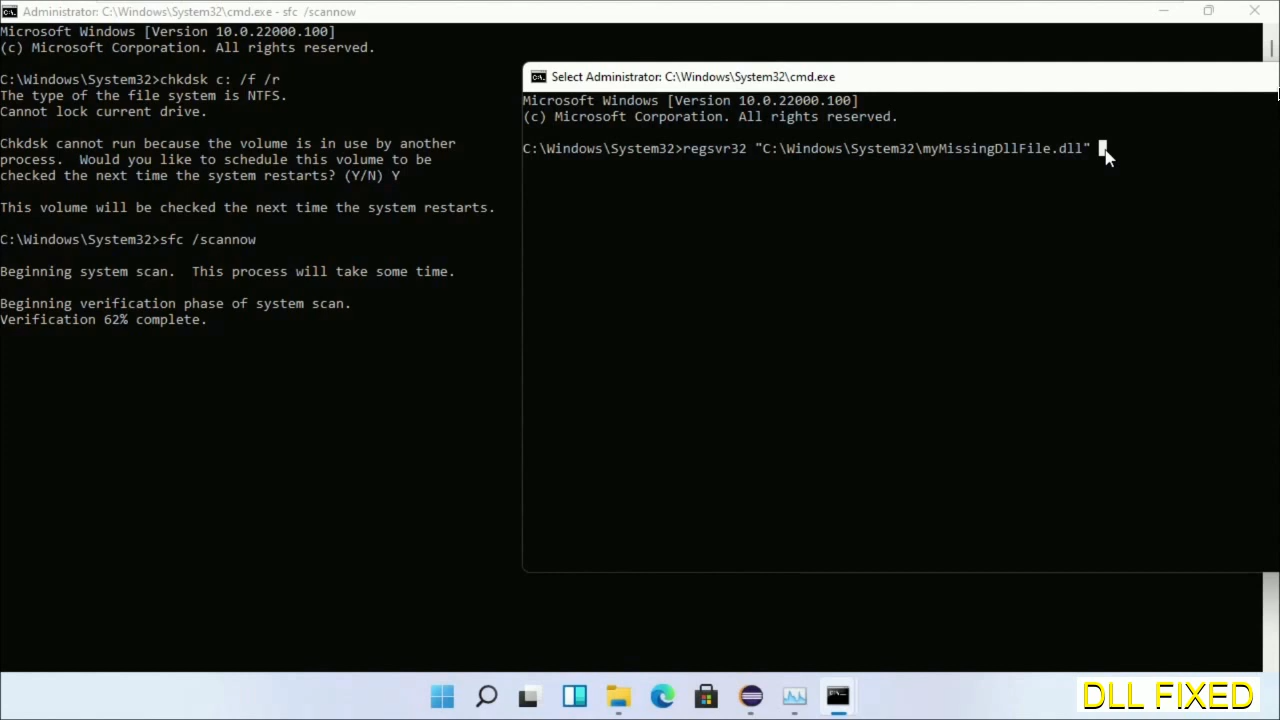 Administrator: C:\Windows\System32\cmd.exe - sfc /scannow
Microsoft Windows [Version 10.0.22000.100]
(c) Microsoft Corporation. All rights reserved.
C:\Windows\System32>chkdsk c: /f /r
The type of the file system is NTFS.
Cannot lock current drive.
Chkdsk cannot run because the volume is in use by another
process.  Would you like to schedule this volume to be
checked the next time the system restarts? (Y/N) Y
This volume will be checked the next time the system restarts.
C:\Windows\System32>sfc /scannow
Beginning system scan.  This process will take some time.
Beginning verification phase of system scan.
Verification 62% complete.
Select Administrator: C:\Windows\System32\cmd.exe
Microsoft Windows [Version 10.0.22000.100]
(c) Microsoft Corporation. All rights reserved.
C:\Windows\System32>regsvr32 "C:\Windows\System32\myMissingDllFile.dll"
DLL FIXED